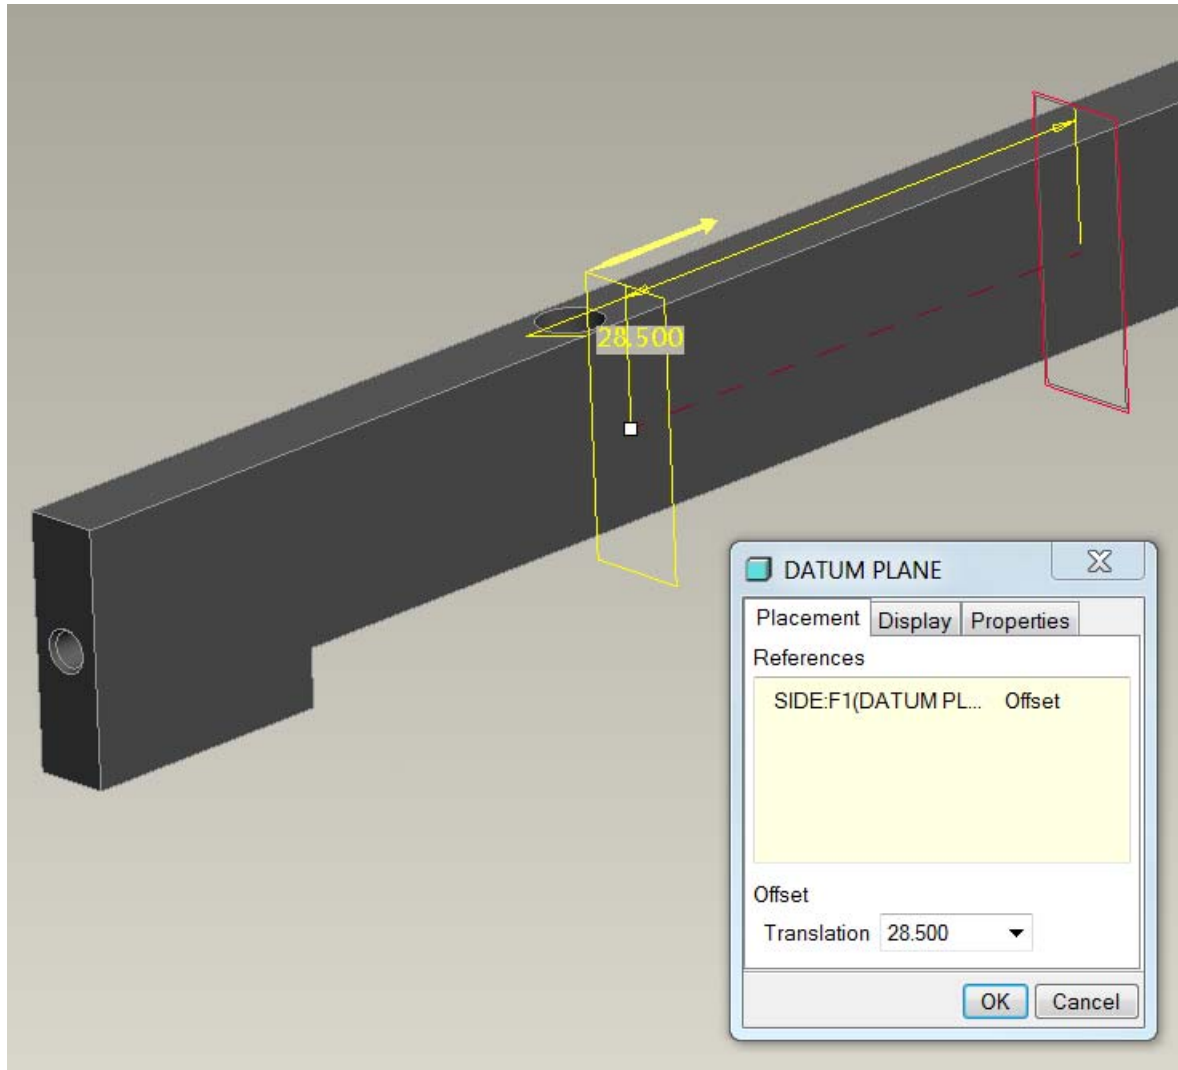 28.500
DATUM PLANE
Placement Display Properties
References
SIDE:F1(DATUM PL... Offset
Offset
Translation 28.500
OK Cancel